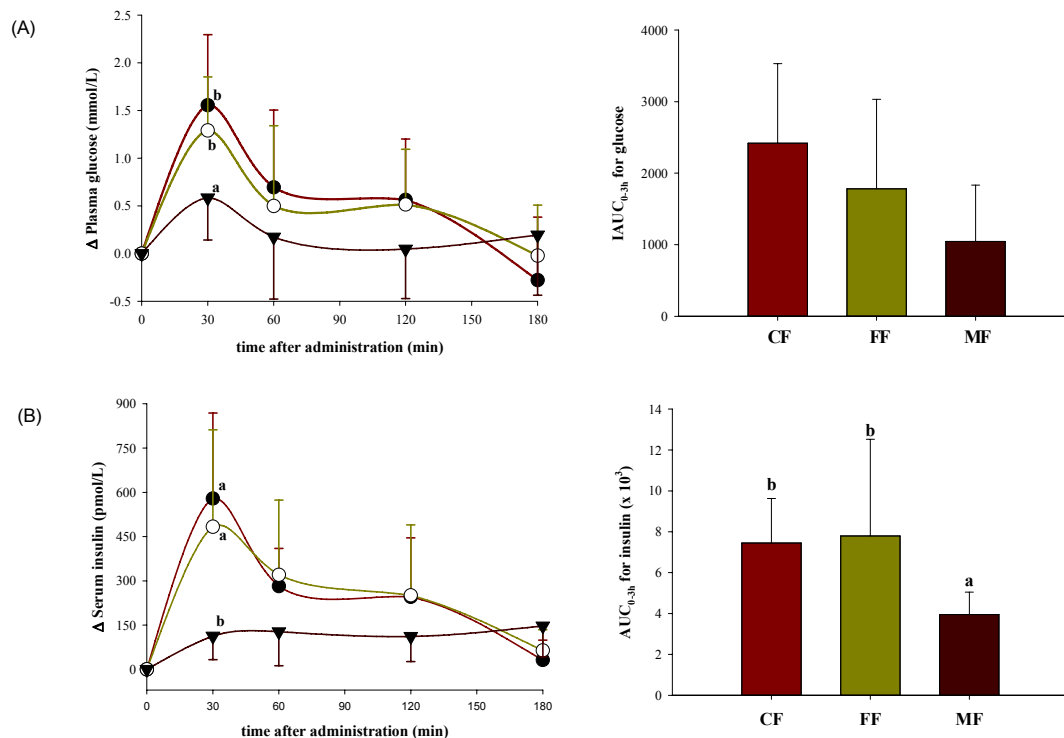 (A)
Δ Plasma glucose (mmol/L)
2.5
2.0
1.5
1.0
0.5
0.0
-0.5
b
b
a
0 30 60 90 120 150 180
time after administration (min)
IAUC0-3h for glucose
4000
3000
2000
1000
0
CF FF MF
(B)
Δ Serum insulin (pmol/L)
900
750
600
450
300
150
0
a
a
b
0 30 60 90 120 150 180
time after administration (min)
AUC0-3h for insulin (x 10³)
14
12
10
8
6
4
2
0
b
b
a
CF FF MF